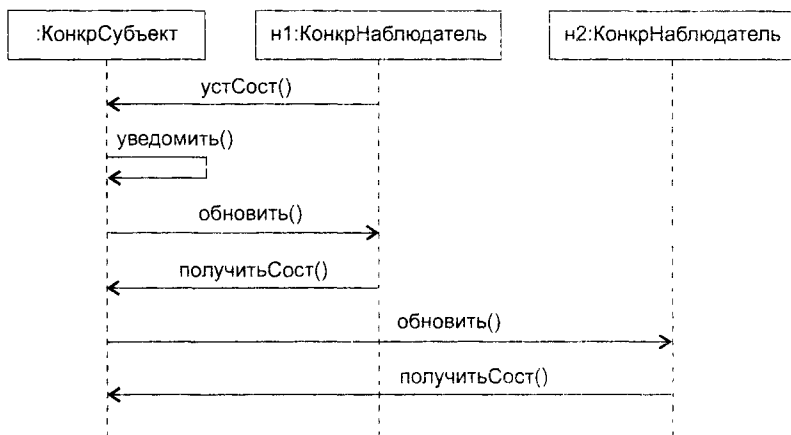 :КонкрСубъект
н1:КонкрНаблюдатель
н2:КонкрНаблюдатель
устСост()
уведомить()
обновить()
получитьСост()
обновить()
получитьСост()